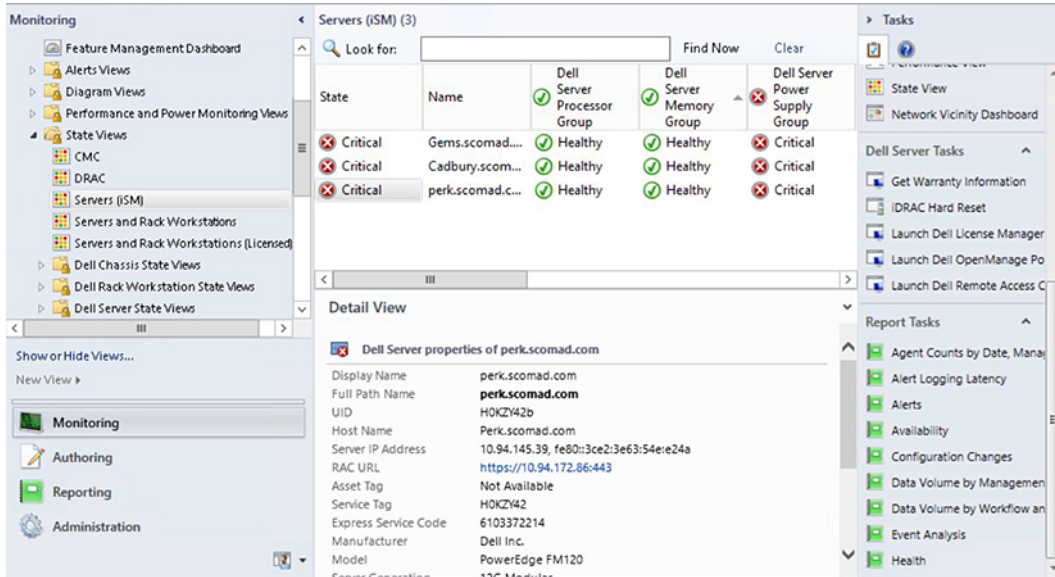 Monitoring
Feature Management Dashboard
Alerts Views
Diagram Views
Performance and Power Monitoring Views
State Views
CMC
DRAC
Servers (iSM)
Servers and Rack Workstations
Servers and Rack Workstations (Licensed)
Dell Chassis State Views
Dell Rack Workstation State Views
Dell Server State Views
Show or Hide Views...
New View
Monitoring
Authoring
Reporting
Administration
Servers (iSM) (3)
Look for: Find Now Clear
State Name Dell Server Processor Group Dell Server Memory Group Dell Server Power Supply Group
Critical Gems.scomad.... Healthy Healthy Critical
Critical Cadbury.scom... Healthy Healthy Critical
Critical perk.scomad.c... Healthy Healthy Critical
Detail View
Dell Server properties of perk.scomad.com
Display Name perk.scomad.com
Full Path Name perk.scomad.com
UID H0KZY42b
Host Name Perk.scomad.com
Server IP Address 10.94.145.39, fe80::3ce2:3e63:54e:e24a
RAC URL https://10.94.172.86:443
Asset Tag Not Available
Service Tag H0KZY42
Express Service Code 6103372214
Manufacturer Dell Inc.
Model PowerEdge FM120
Server Generation 12G Modular
Tasks
Performance View
State View
Network Vicinity Dashboard
Dell Server Tasks
Get Warranty Information
iDRAC Hard Reset
Launch Dell License Manager
Launch Dell OpenManage Po
Launch Dell Remote Access C
Report Tasks
Agent Counts by Date, Mana
Alert Logging Latency
Alerts
Availability
Configuration Changes
Data Volume by Managemen
Data Volume by Workflow an
Event Analysis
Health